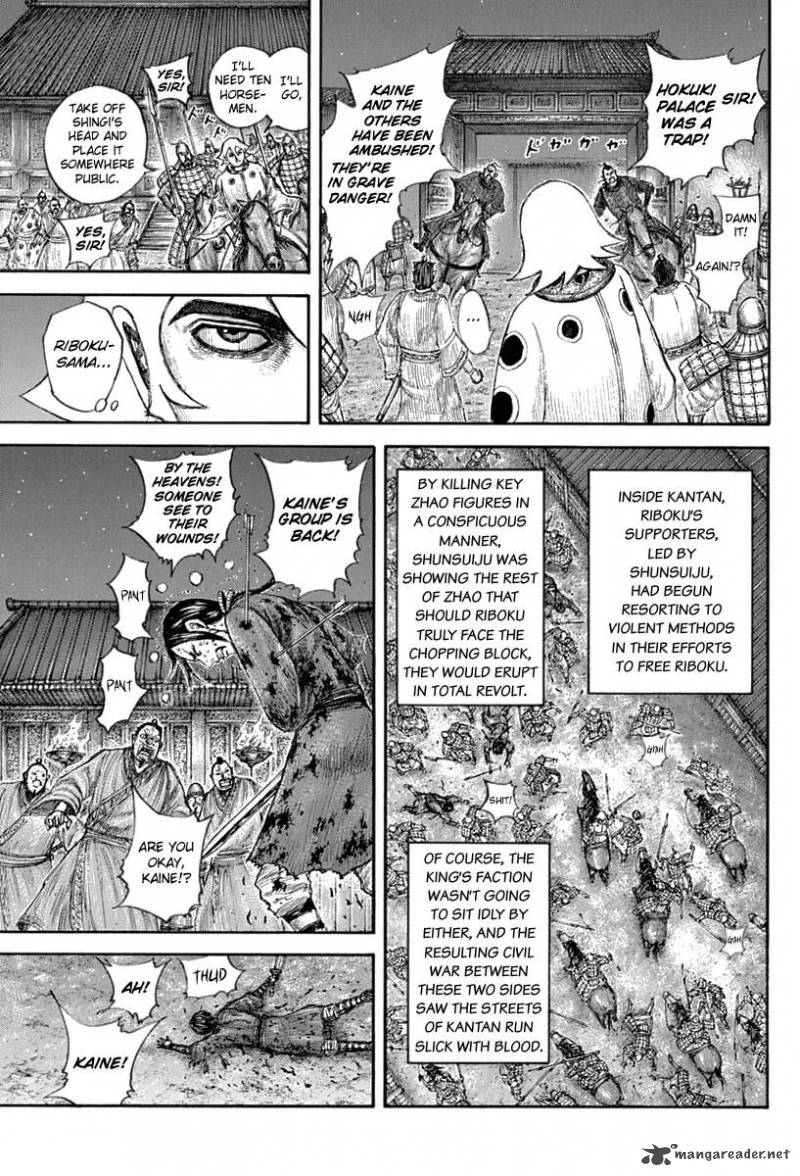 HOKUKI
PALACE
WAS A
TRAP!
SIR!
KAINE
AND THE
OTHERS
HAVE BEEN
AMBUSHED!
THEY'RE
IN GRAVE
DANGER!
ドドガガガ
DAMN
IT!
AGAIN!?
...
NGH
I'LL
GO,
I'LL
NEED TEN
HORSE-
MEN.
YES,
SIR!
TAKE OFF
SHINGI'S
HEAD AND
PLACE IT
SOMEWHERE
PUBLIC.
YES,
SIR!
RIBOKU-
SAMA...
INSIDE KANTAN,
RIBOKU'S
SUPPORTERS,
LED BY
SHUNSUIJU,
HAD BEGUN
RESORTING TO
VIOLENT METHODS
IN THEIR EFFORTS
TO FREE RIBOKU.
BY KILLING KEY
ZHAO FIGURES IN
A CONSPICUOUS
MANNER,
SHUNSUIJU WAS
SHOWING THE REST
OF ZHAO THAT
SHOULD RIBOKU
TRULY FACE THE
CHOPPING BLOCK,
THEY WOULD ERUPT
IN TOTAL REVOLT.
GAH
SHIT!
GAH
OF COURSE, THE
KING'S FACTION
WASN'T GOING
TO SIT IDLY BY
EITHER, AND THE
RESULTING CIVIL
WAR BETWEEN
THESE TWO SIDES
SAW THE STREETS
OF KANTAN RUN
SLICK WITH BLOOD.
KAINE'S
GROUP IS
BACK!
BY THE
HEAVENS!
SOMEONE
SEE TO
THEIR
WOUNDS!
PANT
PANT
ARE YOU
OKAY,
KAINE!?
THUD
AH!
KAINE!
mangareader.net